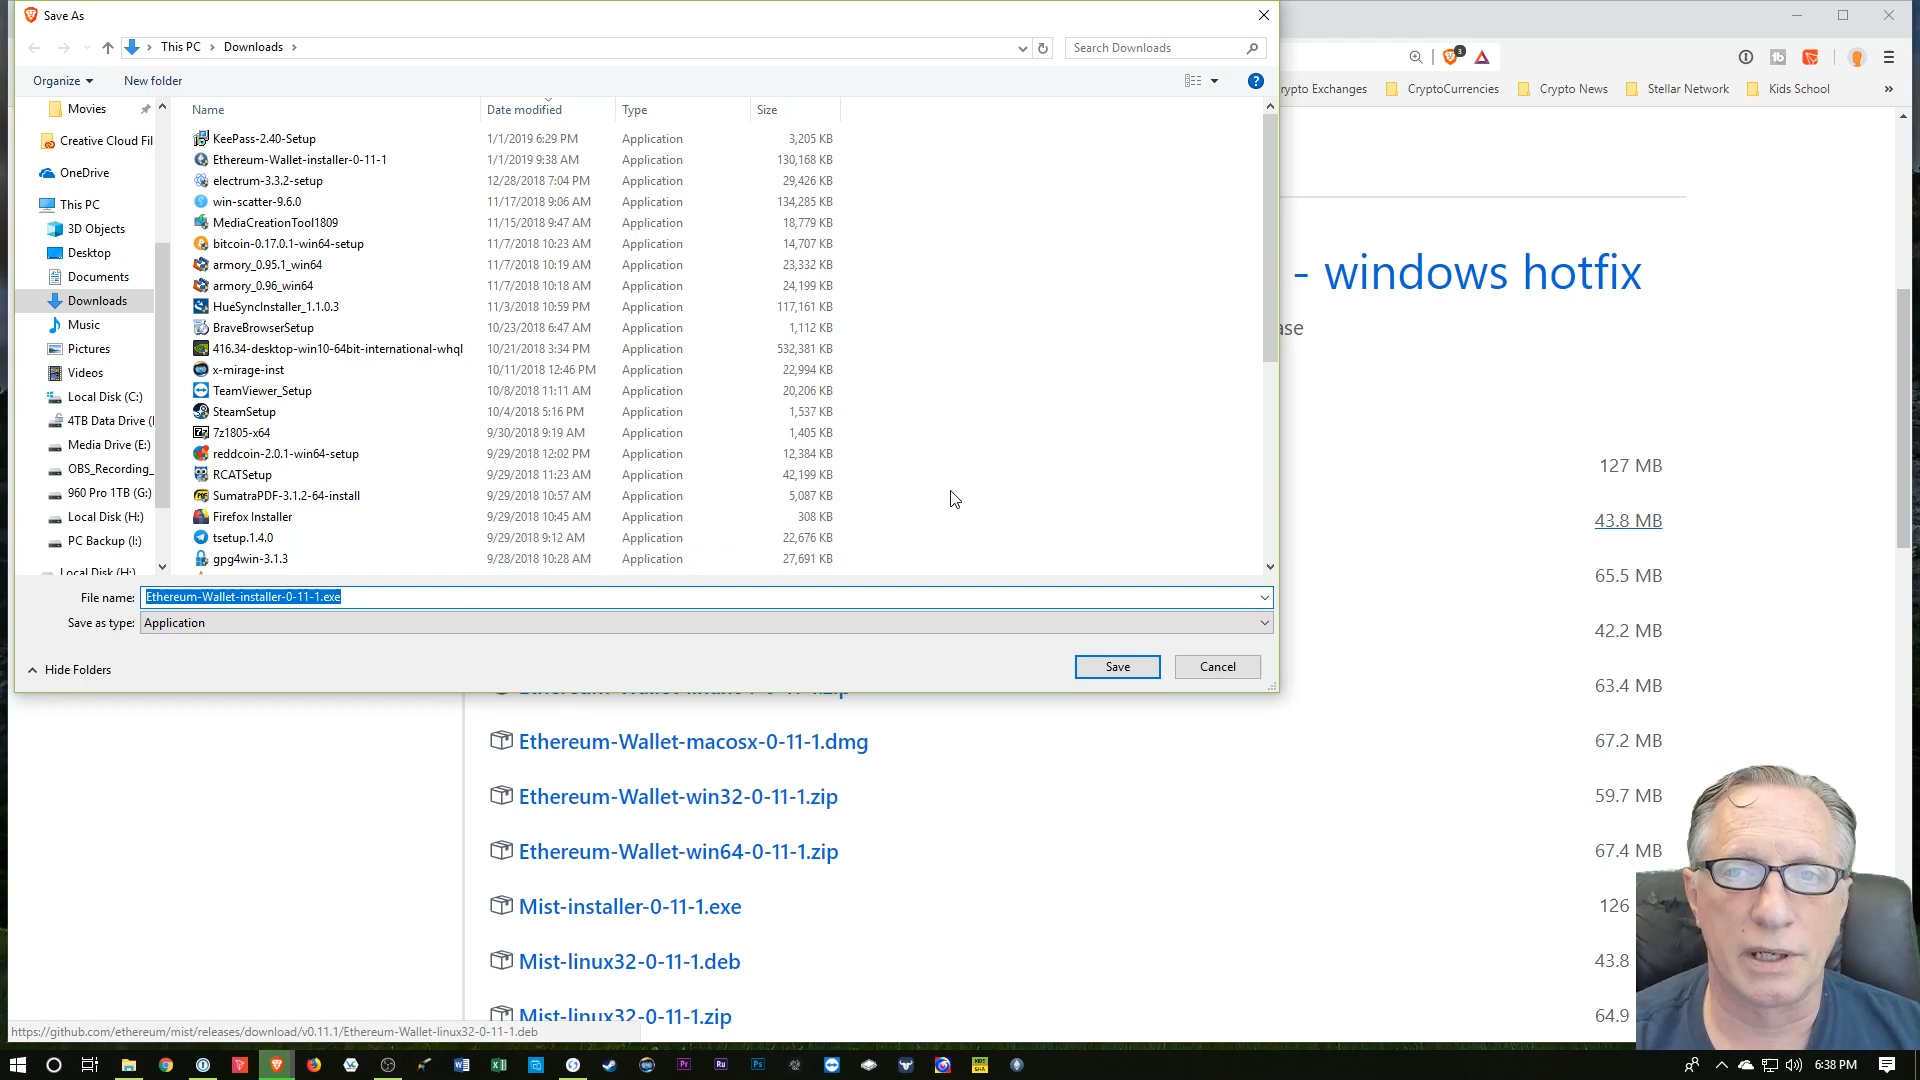 Save As
This PC > Downloads >
Search Downloads
Organize
New folder
Movies
Creative Cloud Fil
OneDrive
This PC
3D Objects
Desktop
Documents
Downloads
Music
Pictures
Videos
Local Disk (C:)
4TB Data Drive (
Media Drive (E:)
OBS_Recording_
960 Pro 1TB (G:)
Local Disk (H:)
PC Backup (I:)
Local Disk (H:)
Name Date modified Type Size
KeePass-2.40-Setup 1/1/2019 6:29 PM Application 3,205 KB
Ethereum-Wallet-installer-0-11-1 1/1/2019 9:38 AM Application 130,168 KB
electrum-3.3.2-setup 12/28/2018 7:04 PM Application 29,426 KB
win-scatter-9.6.0 11/17/2018 9:06 AM Application 134,285 KB
MediaCreationTool1809 11/15/2018 9:47 AM Application 18,779 KB
bitcoin-0.17.0.1-win64-setup 11/7/2018 10:23 AM Application 14,707 KB
armory_0.95.1_win64 11/7/2018 10:19 AM Application 23,332 KB
armory_0.96_win64 11/7/2018 10:18 AM Application 24,199 KB
HueSyncInstaller_1.1.0.3 11/3/2018 10:59 PM Application 117,161 KB
BraveBrowserSetup 10/23/2018 6:47 AM Application 1,112 KB
416.34-desktop-win10-64bit-international-whql 10/21/2018 3:34 PM Application 532,381 KB
x-mirage-inst 10/11/2018 12:46 PM Application 22,994 KB
TeamViewer_Setup 10/8/2018 11:11 AM Application 20,206 KB
SteamSetup 10/4/2018 5:16 PM Application 1,537 KB
7z1805-x64 9/30/2018 9:19 AM Application 1,405 KB
reddcoin-2.0.1-win64-setup 9/29/2018 12:02 PM Application 12,384 KB
RCATSetup 9/29/2018 11:23 AM Application 42,199 KB
SumatraPDF-3.1.2-64-install 9/29/2018 10:57 AM Application 5,087 KB
Firefox Installer 9/29/2018 10:45 AM Application 308 KB
tsetup.1.4.0 9/29/2018 9:12 AM Application 22,676 KB
gpg4win-3.1.3 9/28/2018 10:28 AM Application 27,691 KB
File name: Ethereum-Wallet-installer-0-11-1.exe
Save as type: Application
Hide Folders
Save
Cancel
3
rypto Exchanges
CryptoCurrencies
Crypto News
Stellar Network
Kids School
»
- windows hotfix
ase
127 MB
43.8 MB
65.5 MB
42.2 MB
63.4 MB
Ethereum-Wallet-macosx-0-11-1.dmg 67.2 MB
Ethereum-Wallet-win32-0-11-1.zip 59.7 MB
Ethereum-Wallet-win64-0-11-1.zip 67.4 MB
Mist-installer-0-11-1.exe 126
Mist-linux32-0-11-1.deb 43.8
Mist-linux32-0-11-1.zip 64.9
https://github.com/ethereum/mist/releases/download/v0.11.1/Ethereum-Wallet-linux32-0-11-1.deb
6:38 PM